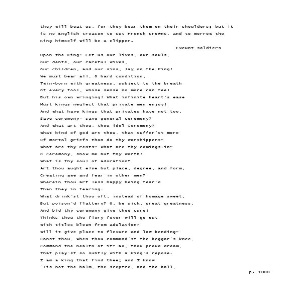 they will beat us, for they bear them on their shoulders; but it
is no English treason to cut French crowns, and to-morrow the
King himself will be a clipper.
Exeunt soldiers
Upon the King! Let us our lives, our souls,
Our debts, our careful wives,
Our children, and our sins, lay on the King!
We must bear all. O hard condition,
Twin-born with greatness, subject to the breath
Of every fool, whose sense no more can feel
But his own wringing! What infinite heart's ease
Must kings neglect that private men enjoy!
And what have kings that privates have not too,
Save ceremony- save general ceremony?
And what art thou, thou idol Ceremony?
What kind of god art thou, that suffer'st more
Of mortal griefs than do thy worshippers?
What are thy rents? What are thy comings-in?
O Ceremony, show me but thy worth!
What is thy soul of adoration?
Art thou aught else but place, degree, and form,
Creating awe and fear in other men?
Wherein thou art less happy being fear'd
Than they in fearing.
What drink'st thou oft, instead of homage sweet,
But poison'd flattery? O, be sick, great greatness,
And bid thy ceremony give thee cure!
Thinks thou the fiery fever will go out
With titles blown from adulation?
Will it give place to flexure and low bending?
Canst thou, when thou command'st the beggar's knee,
Command the health of it? No, thou proud dream,
That play'st so subtly with a king's repose.
I am a king that find thee; and I know
'Tis not the balm, the sceptre, and the ball,